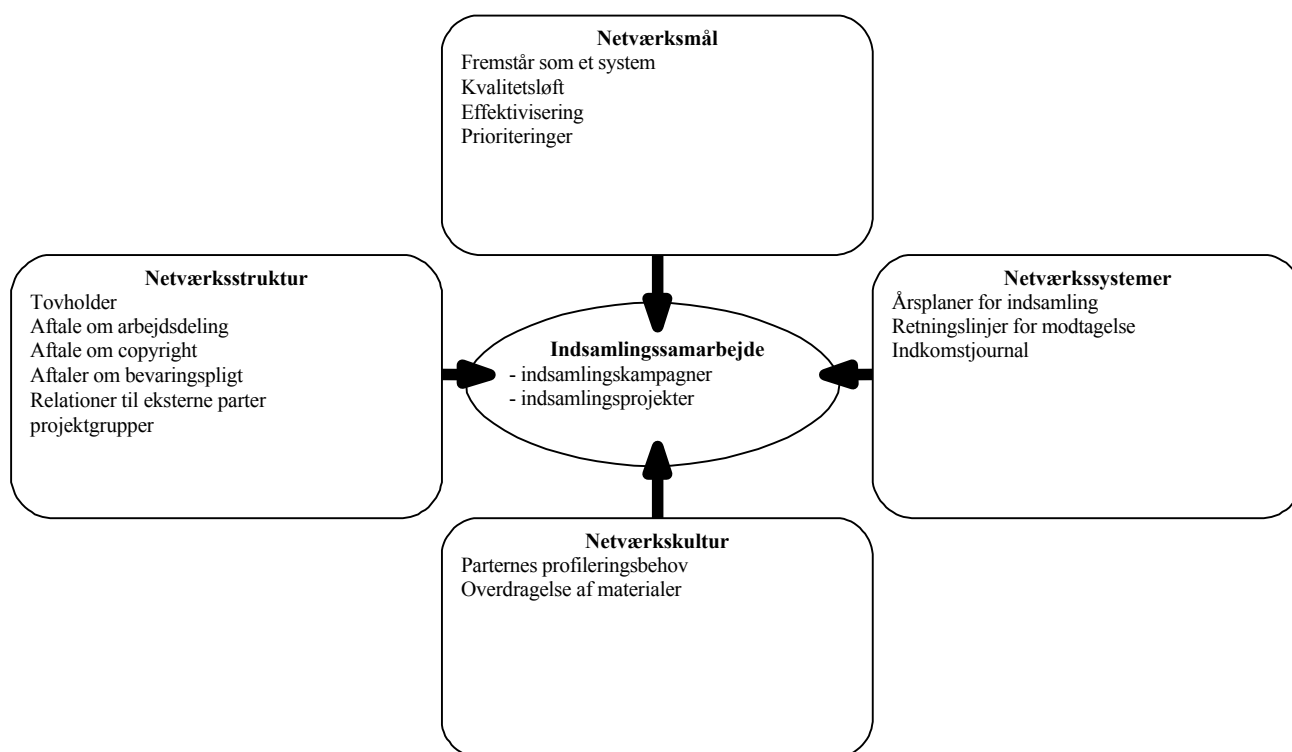 Netværksmål
Fremstår som et system
Kvalitetsløft
Effektivisering
Prioriteringer
Netværksstruktur
Tovholder
Aftale om arbejdsdeling
Aftale om copyright
Aftaler om bevaringspligt
Relationer til eksterne parter
projektgrupper
Indsamlingssamarbejde
- indsamlingskampagner
- indsamlingsprojekter
Netværkssystemer
Årsplaner for indsamling
Retningslinjer for modtagelse
Indkomstjournal
Netværkskultur
Parternes profileringsbehov
Overdragelse af materialer